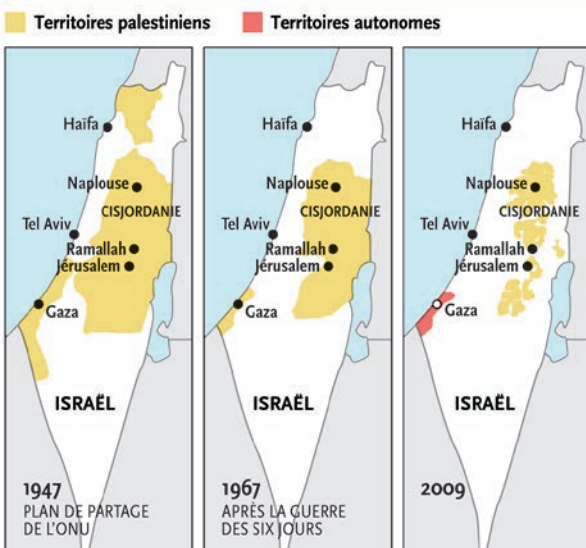 Territoires palestiniens
Territoires autonomes
Haïfa
Naplouse
CISJORDANIE
Tel Aviv
Ramallah
Jérusalem
Gaza
ISRAËL
1947
PLAN DE PARTAGE
DE L'ONU
Haïfa
Naplouse
CISJORDANIE
Tel Aviv
Ramallah
Jérusalem
Gaza
ISRAËL
1967
APRÈS LA GUERRE
DES SIX JOURS
Haïfa
Naplouse
CISJORDANIE
Tel Aviv
Ramallah
Jérusalem
Gaza
ISRAËL
2009